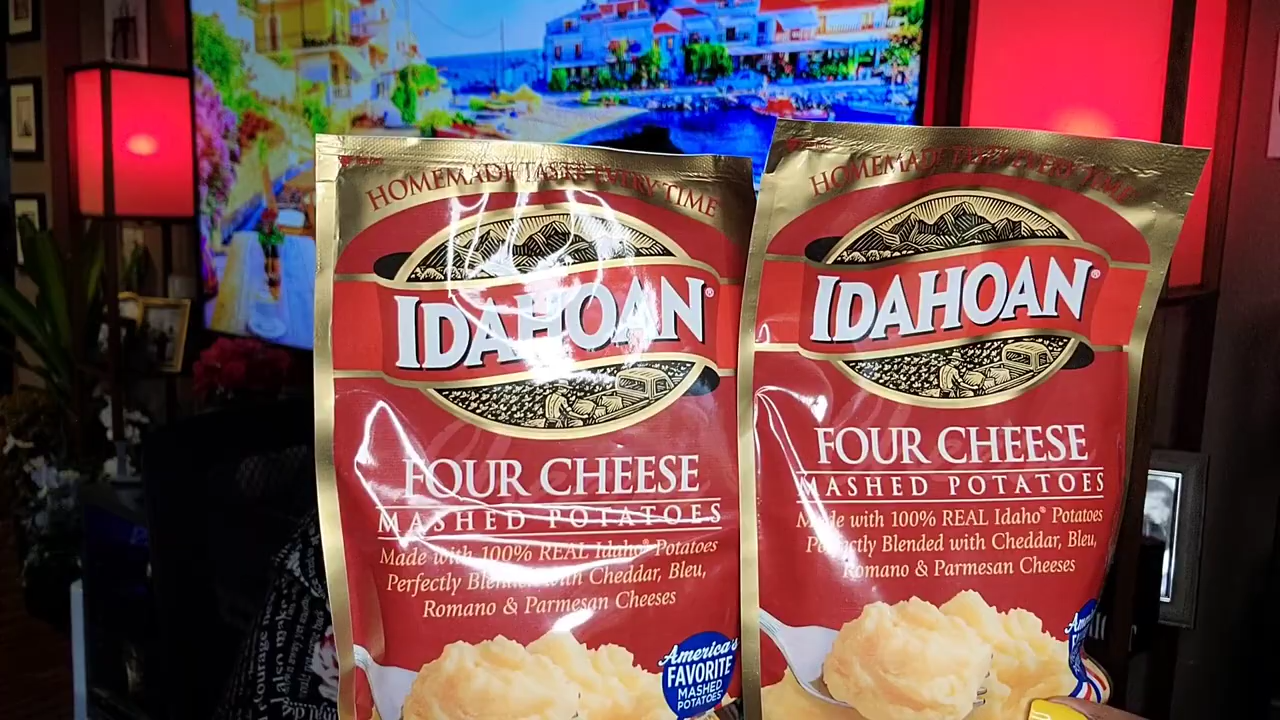 HOMEMADE TASTE EVERY TIME
IDAHOAN®
FOUR CHEESE
MASHED POTATOES
Made with 100% REAL Idaho® Potatoes
Perfectly Blended with Cheddar, Bleu,
Romano & Parmesan Cheeses
America's
FAVORITE
MASHED
POTATOES
HOMEMADE TASTE EVERY TIME
IDAHOAN®
FOUR CHEESE
MASHED POTATOES
Made with 100% REAL Idaho® Potatoes
Perfectly Blended with Cheddar, Bleu,
Romano & Parmesan Cheeses